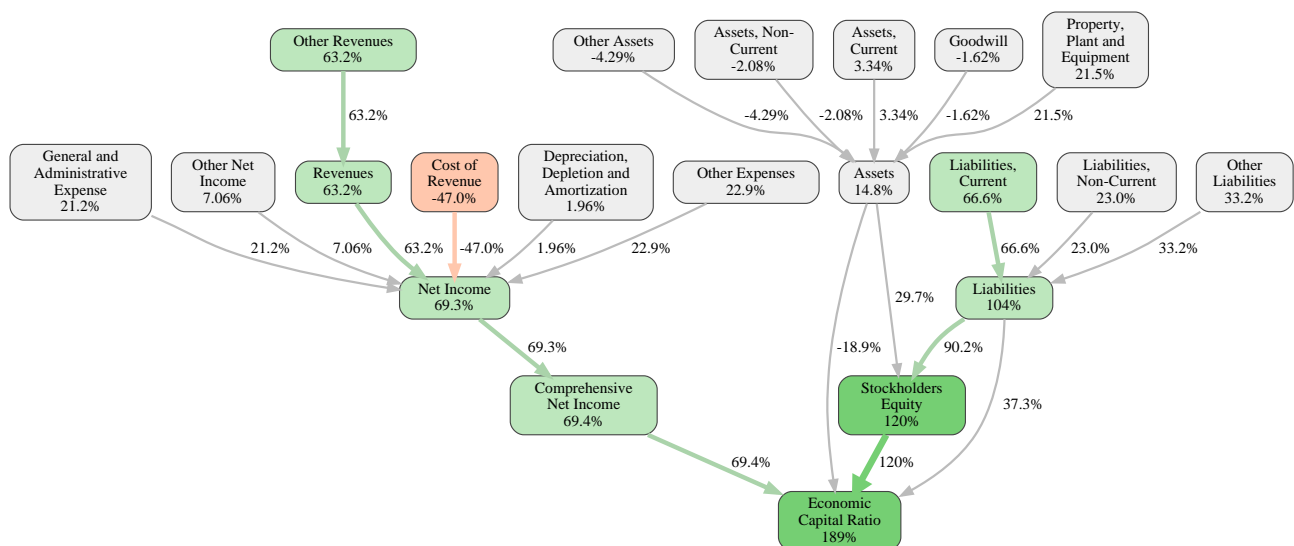 Other Revenues
63.2%
Other Assets
-4.29%
Assets, Non-
Current
-2.08%
Assets,
Current
3.34%
Goodwill
-1.62%
Property,
Plant and
Equipment
21.5%
63.2%
-4.29%
-2.08%
3.34%
-1.62%
21.5%
General and
Administrative
Expense
21.2%
Other Net
Income
7.06%
Revenues
63.2%
Cost of
Revenue
-47.0%
Depreciation,
Depletion and
Amortization
1.96%
Other Expenses
22.9%
Assets
14.8%
Liabilities,
Current
66.6%
Liabilities,
Non-Current
23.0%
Other
Liabilities
33.2%
21.2%
7.06%
63.2%
-47.0%
1.96%
22.9%
66.6%
23.0%
33.2%
Net Income
69.3%
29.7%
Liabilities
104%
69.3%
-18.9%
90.2%
Comprehensive
Net Income
69.4%
Stockholders
Equity
120%
37.3%
69.4%
120%
Economic
Capital Ratio
189%